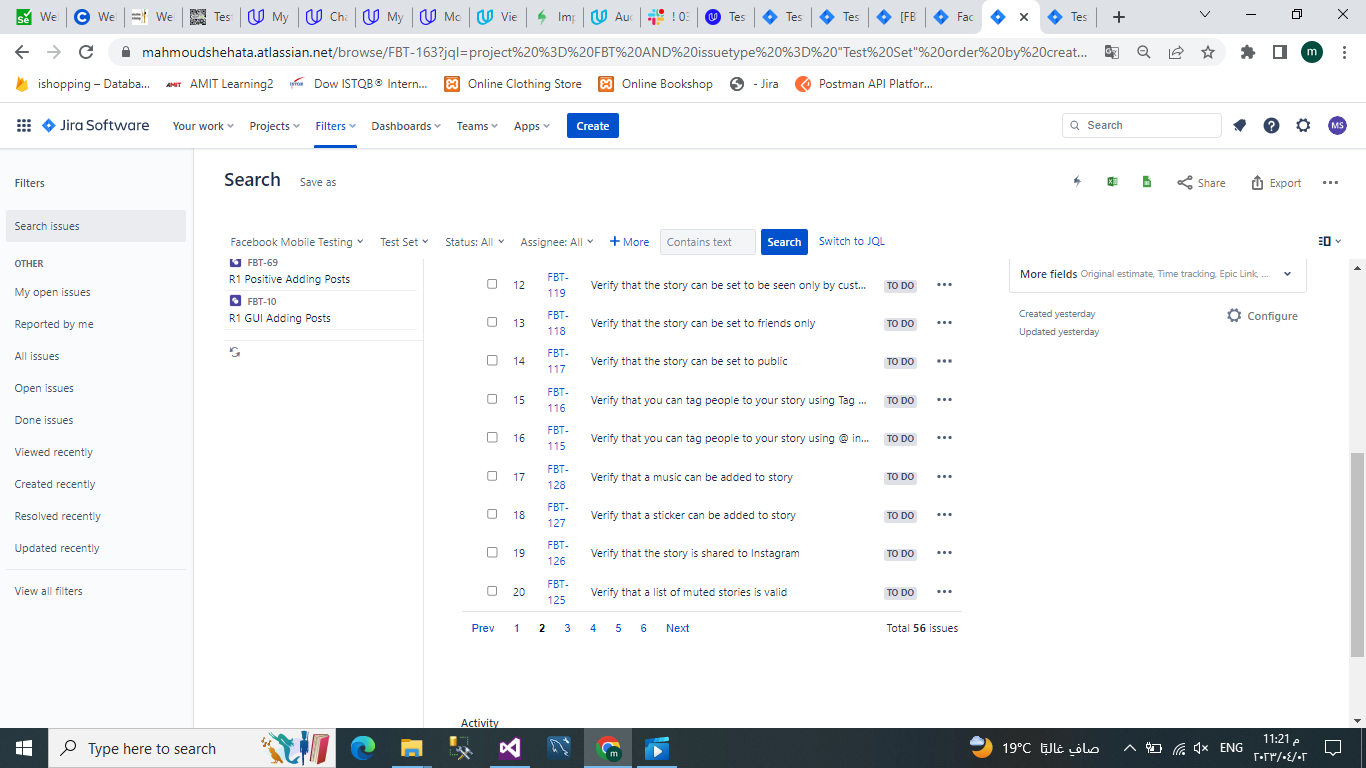 We
We
We
Test
My
Cha
My
Mo
Vie
Imp
Aud
! 03
Tes
Tes
Tes
[FB
Fac
Tes
mahmoudshehata.atlassian.net/browse/FBT-163?jql=project%20%3D%20FBT%20AND%20issuetype%20%3D%20"Test%20Set"%20order%20by%20creat...
m
ishopping – Databa...
AMIT Learning2
Dow ISTQB® Intern...
Online Clothing Store
Online Bookshop
- Jira
Postman API Platfor...
Jira Software
Your work
Projects
Filters
Dashboards
Teams
Apps
Create
Search
MS
Filters
Search issues
OTHER
My open issues
Reported by me
All issues
Open issues
Done issues
Viewed recently
Created recently
Resolved recently
Updated recently
View all filters
Search
Save as
Share
Export
Facebook Mobile Testing
Test Set
Status: All
Assignee: All
+ More
Contains text
Search
Switch to JQL
FBT-69
R1 Positive Adding Posts
FBT-10
R1 GUI Adding Posts
12 FBT-119 Verify that the story can be set to be seen only by cust... TO DO
13 FBT-118 Verify that the story can be set to friends only TO DO
14 FBT-117 Verify that the story can be set to public TO DO
15 FBT-116 Verify that you can tag people to your story using Tag ... TO DO
16 FBT-115 Verify that you can tag people to your story using @ in... TO DO
17 FBT-128 Verify that a music can be added to story TO DO
18 FBT-127 Verify that a sticker can be added to story TO DO
19 FBT-126 Verify that the story is shared to Instagram TO DO
20 FBT-125 Verify that a list of muted stories is valid TO DO
Prev 1 2 3 4 5 6 Next
Total 56 issues
Activity
More fields Original estimate, Time tracking, Epic Link, ...
Created yesterday
Updated yesterday
Configure
Type here to search
m
19°C صاف غالبًا
ENG
11:21 م
٢٠٢٣/٠٤/٠٢